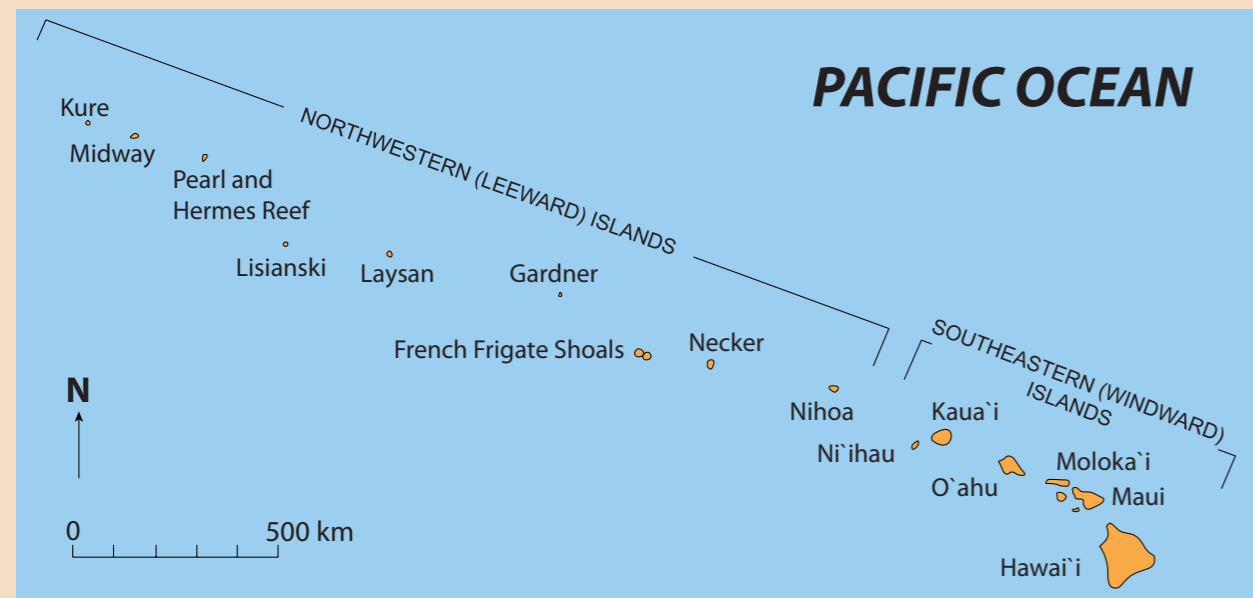 PACIFIC OCEAN
Kure
Midway
Pearl and
Hermes Reef
NORTHWESTERN (LEEWARD) ISLANDS
Lisianski
Laysan
Gardner
French Frigate Shoals
Necker
Nihoa
SOUTHEASTERN (WINDWARD)
ISLANDS
Ni`ihau
Kaua`i
O`ahu
Moloka`i
Maui
Hawai`i
N
0 500 km